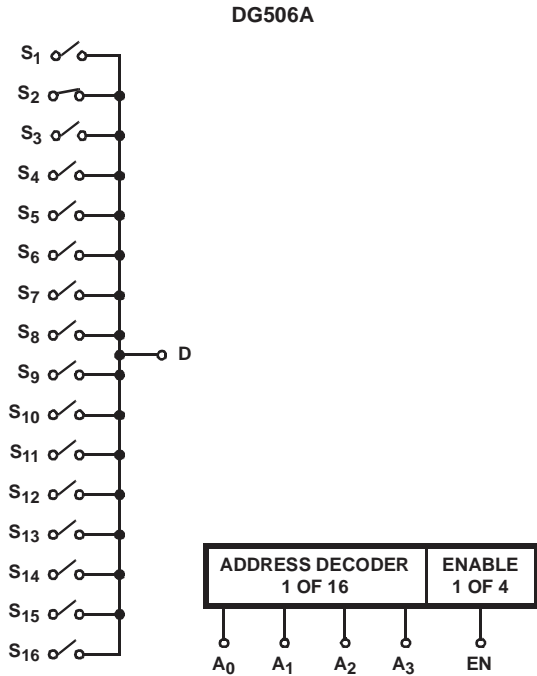 DG506A
S1
S2
S3
S4
S5
S6
S7
S8
D
S9
S10
S11
S12
S13
S14
S15
S16
ADDRESS DECODER
1 OF 16
ENABLE
1 OF 4
A0
A1
A2
A3
EN